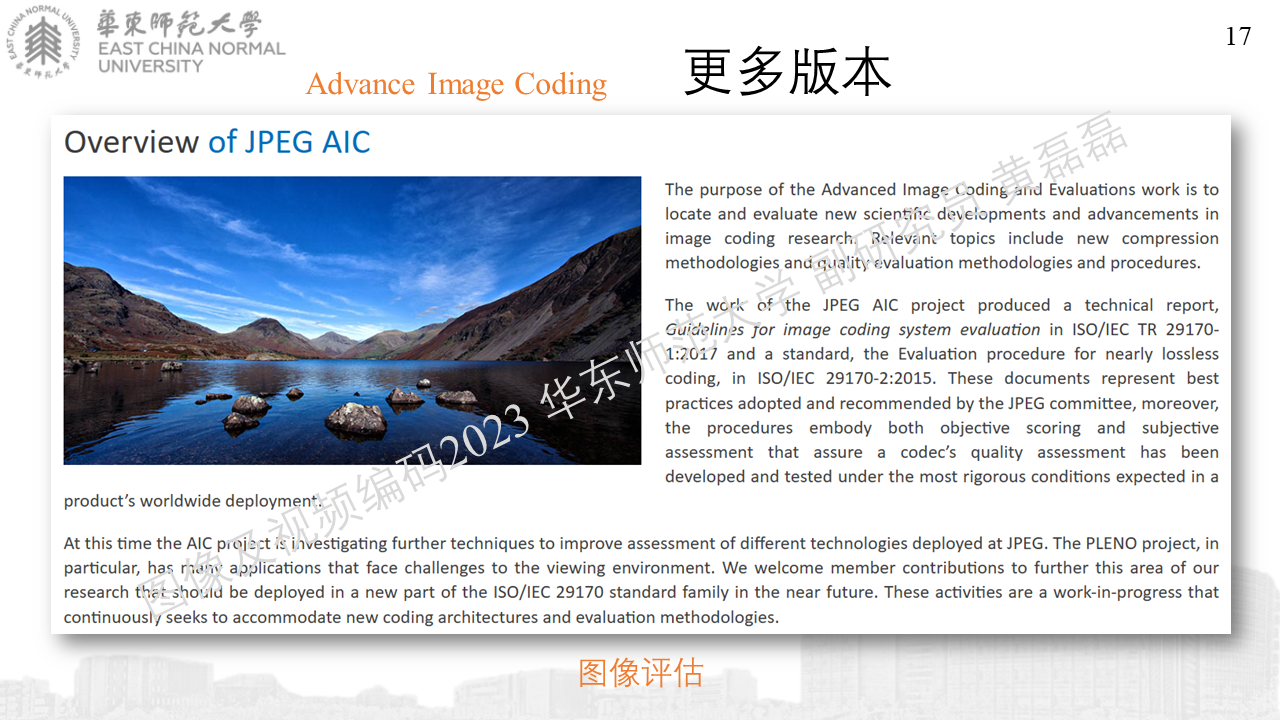 華東師範大學
EAST CHINA NORMAL
UNIVERSITY
EAST CHINA NORMAL UNIVERSITY
華東师范大学
17
Advance Image Coding
更多版本
Overview of JPEG AIC
The purpose of the Advanced Image Coding and Evaluations work is to
locate and evaluate new scientific developments and advancements in
image coding research. Relevant topics include new compression
methodologies and quality evaluation methodologies and procedures.
The work of the JPEG AIC project produced a technical report,
Guidelines for image coding system evaluation in ISO/IEC TR 29170-
1:2017 and a standard, the Evaluation procedure for nearly lossless
coding, in ISO/IEC 29170-2:2015. These documents represent best
practices adopted and recommended by the JPEG committee, moreover,
the procedures embody both objective scoring and subjective
assessment that assure a codec’s quality assessment has been
developed and tested under the most rigorous conditions expected in a
product’s worldwide deployment.
At this time the AIC project is investigating further techniques to improve assessment of different technologies deployed at JPEG. The PLENO project, in
particular, has many applications that face challenges to the viewing environment. We welcome member contributions to further this area of our
research that should be deployed in a new part of the ISO/IEC 29170 standard family in the near future. These activities are a work-in-progress that
continuously seeks to accommodate new coding architectures and evaluation methodologies.
图像及视频编码2023 华东师范大学 副研究员 黄磊磊
图像评估